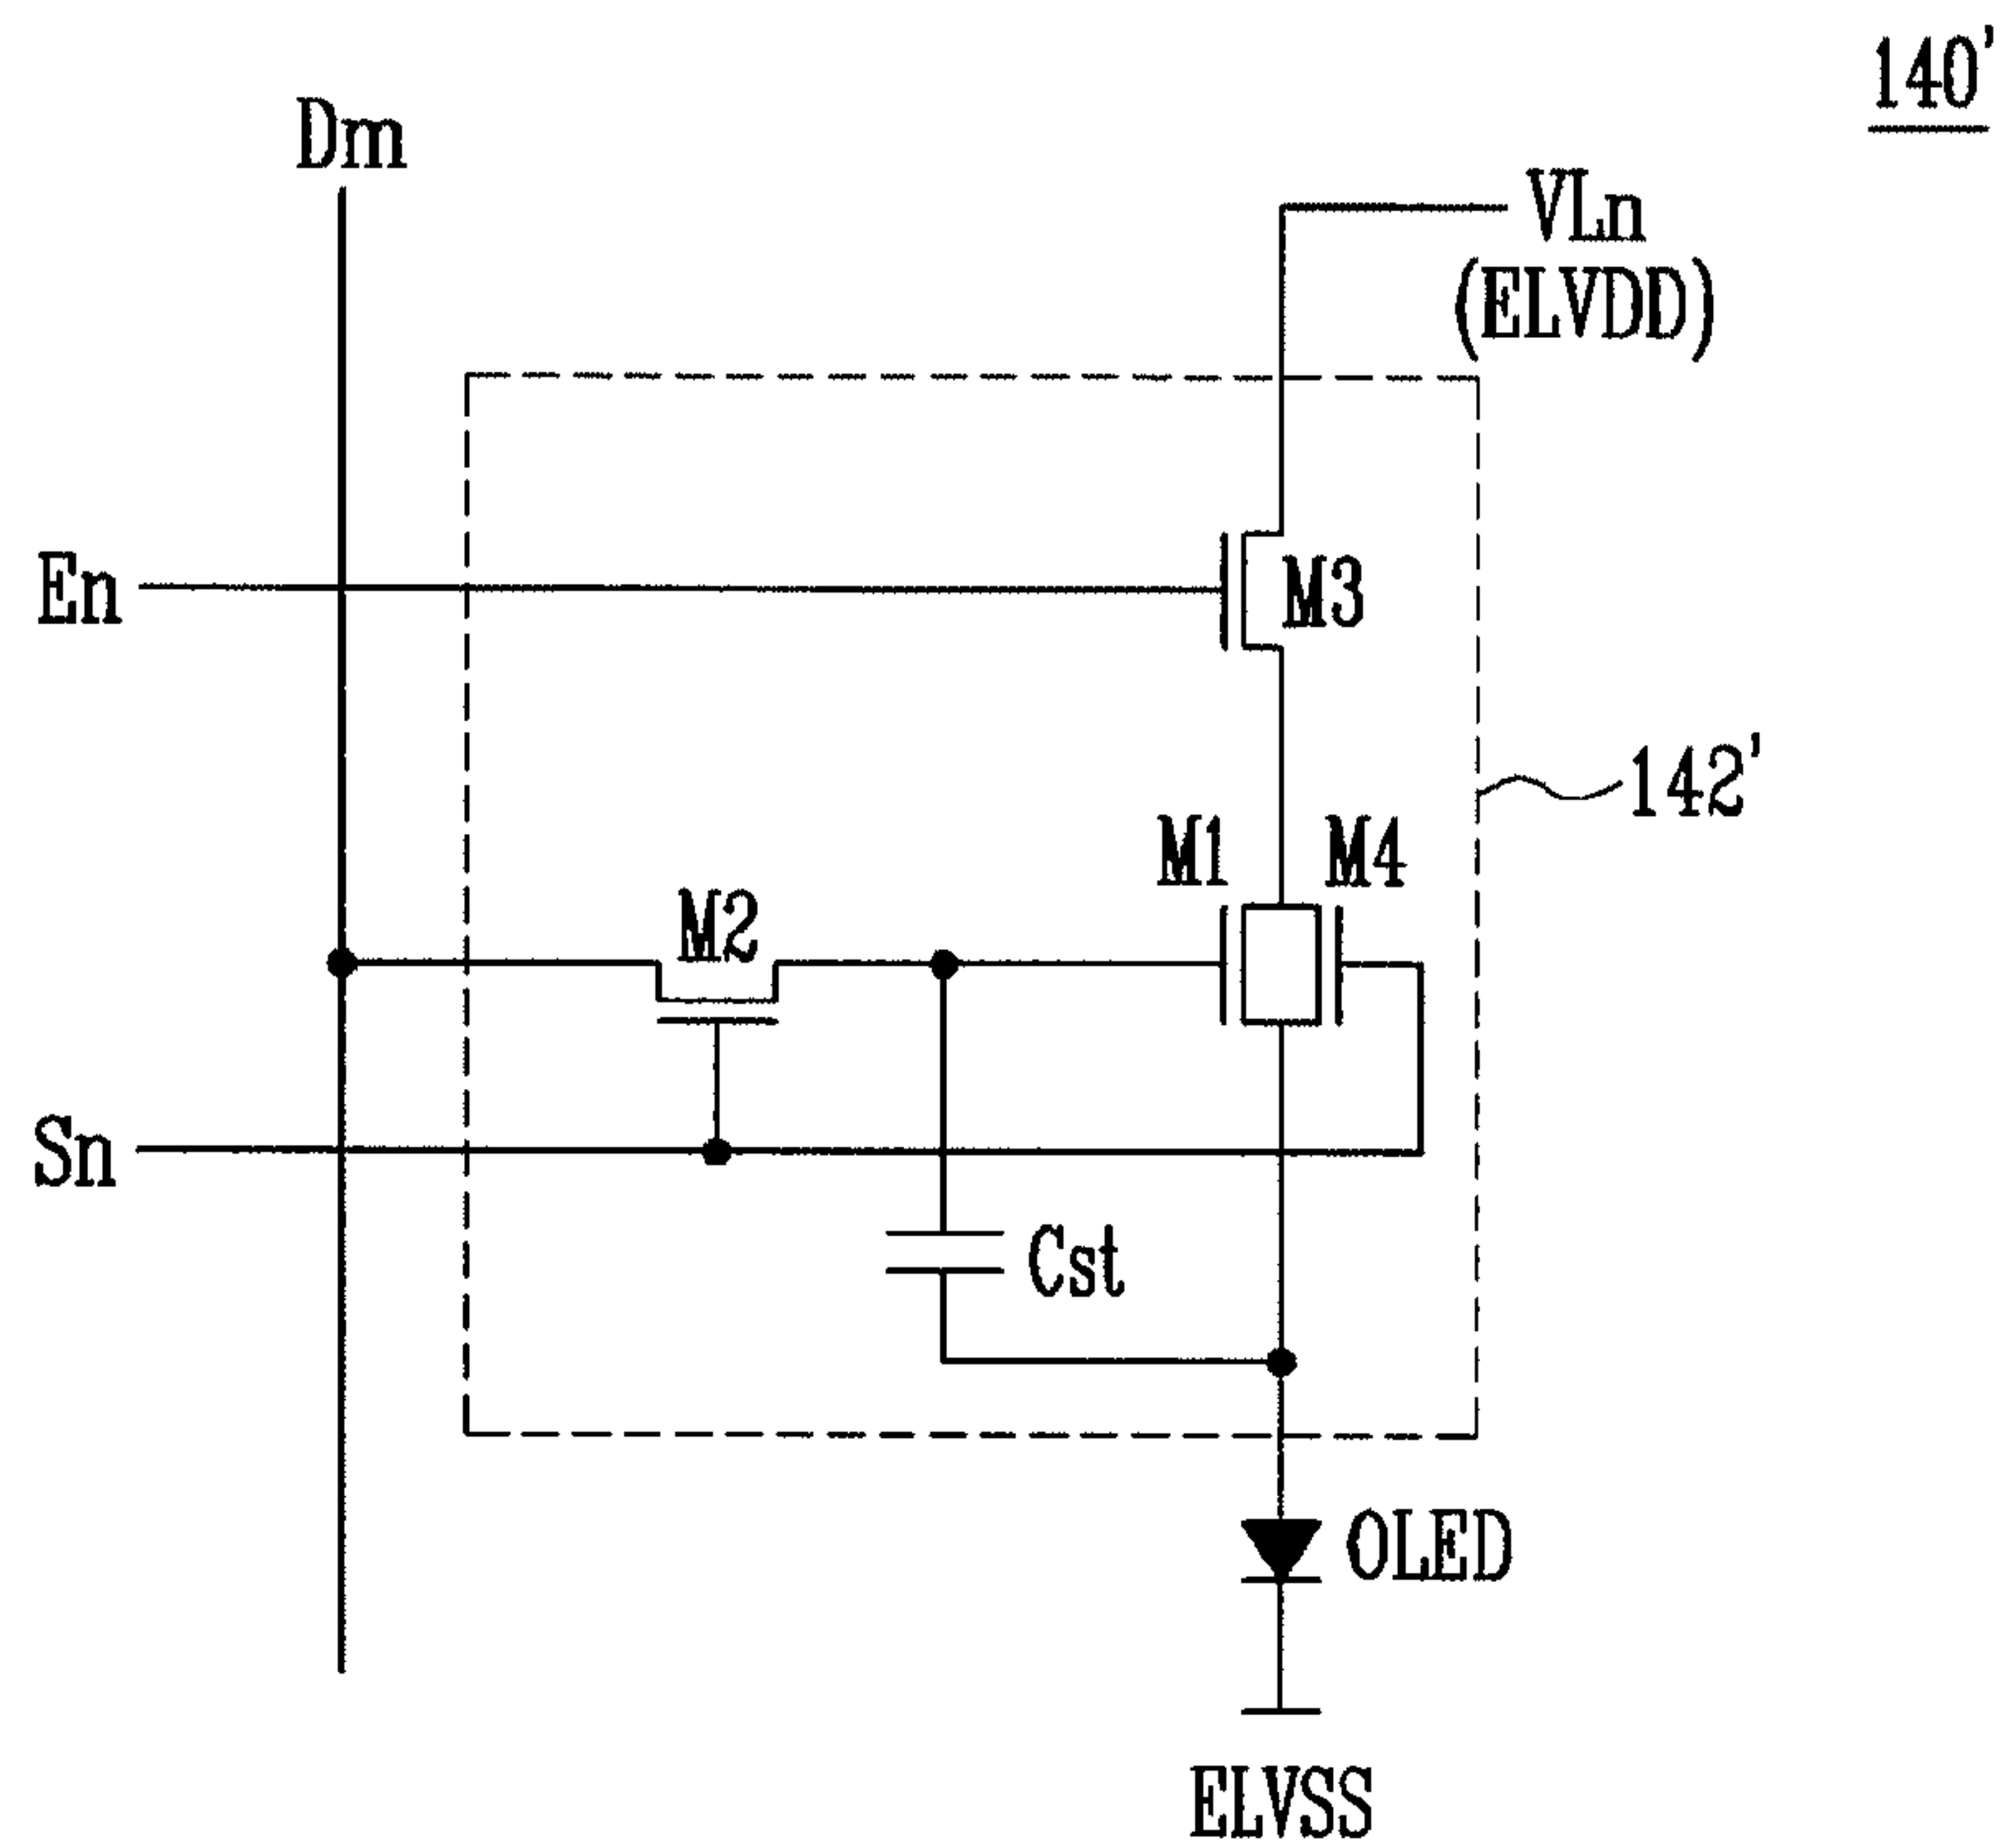 140'
Dm
VLn
(ELVDD)
En
M3
142'
M1
M4
M2
Sn
Cst
OLED
ELVSS